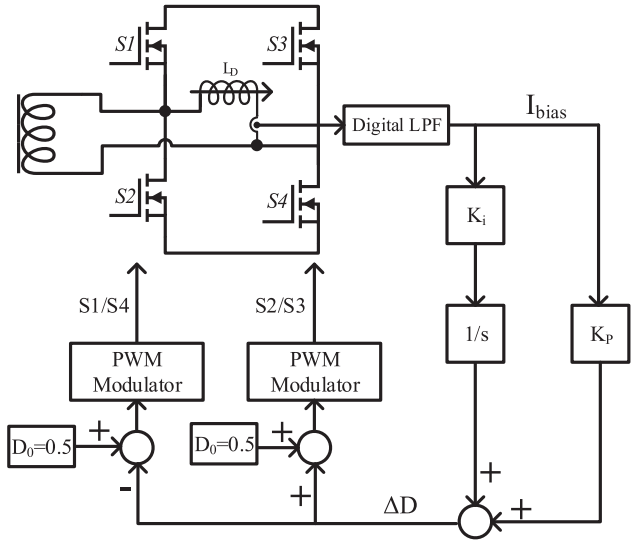 S1
S3
I_D
Digital LPF
I_bias
S2
S4
K_i
S1/S4
S2/S3
1/s
K_P
PWM
Modulator
PWM
Modulator
D_0=0.5
+
D_0=0.5
+
-
+
ΔD
+
+